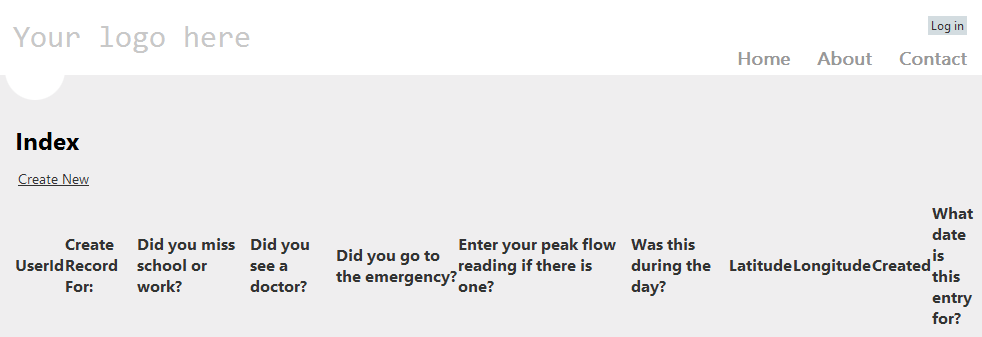 Your logo here
Log in
Home About Contact
Index
Create New
UserId
Create
Record
For:
Did you miss
school or
work?
Did you
see a
doctor?
Did you go to
the emergency?
Enter your peak flow
reading if there is
one?
Was this
during the
day?
Latitude
Longitude
Created
What
date
is
this
entry
for?